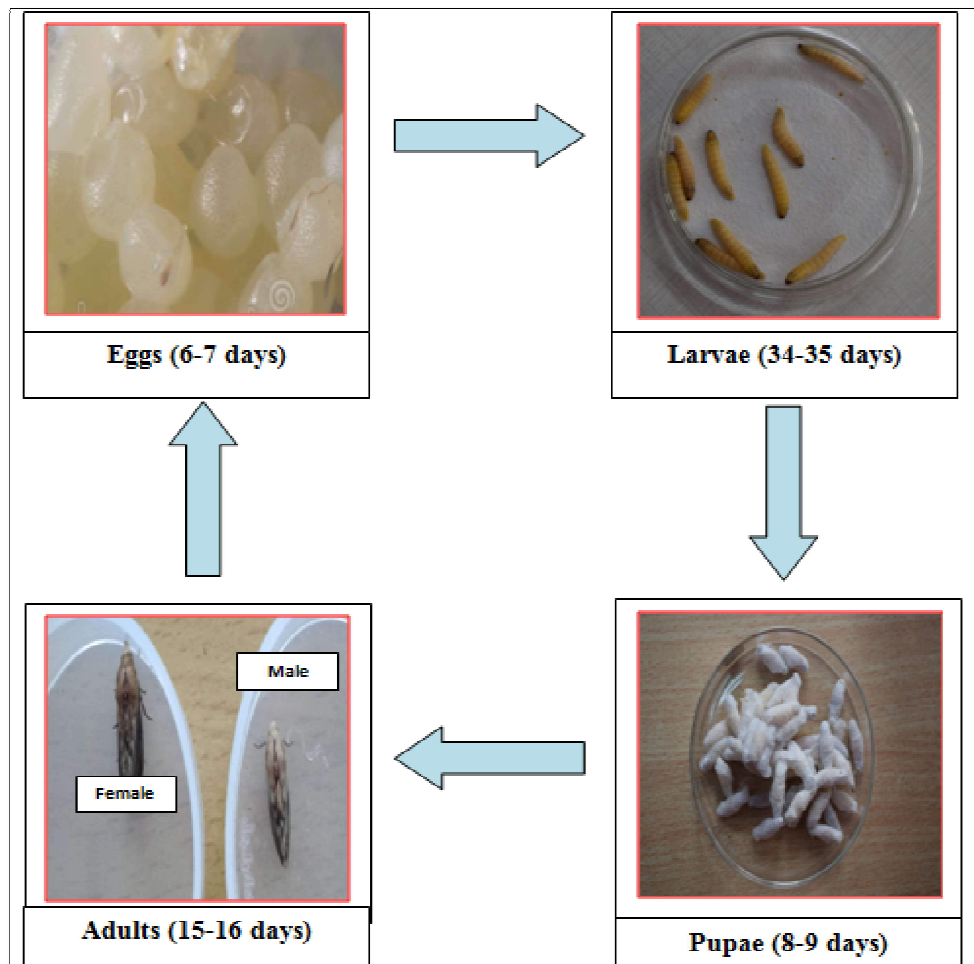 Eggs (6-7 days)
Larvae (34-35 days)
Male
Female
Adults (15-16 days)
Pupae (8-9 days)